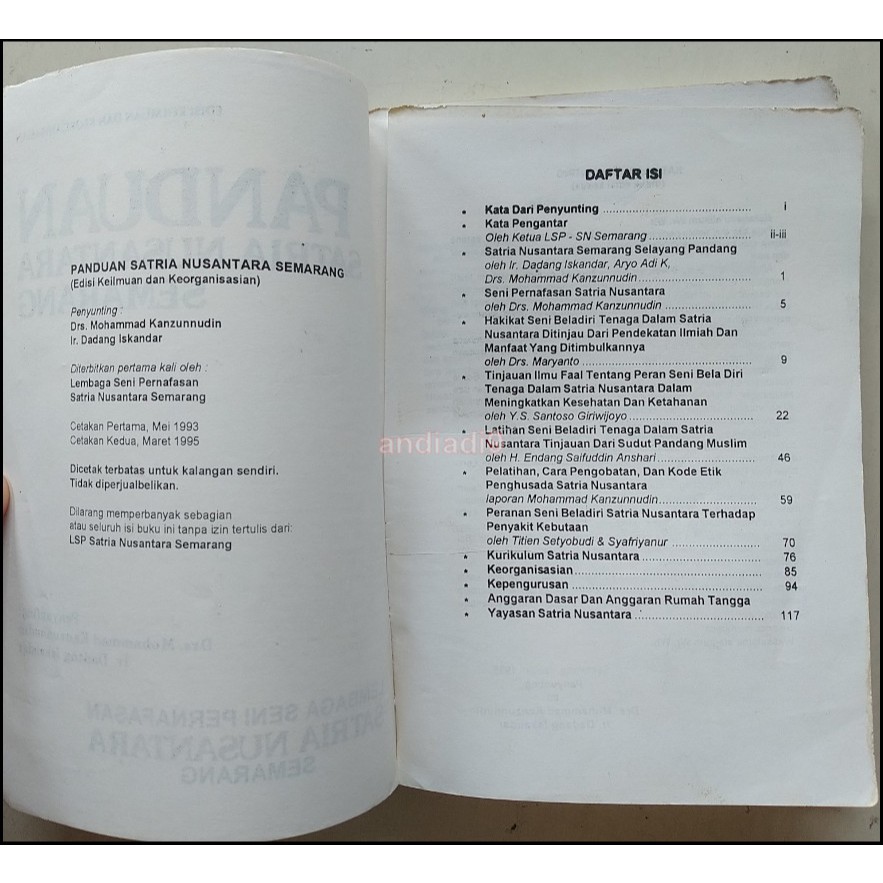 PANDUAN SATRIA NUSANTARA SEMARANG
(Edisi Keilmuan dan Keorganisasian)
Penyunting:
Drs. Mohammad Kanzunnudin
Ir. Dadang Iskandar
Diterbitkan pertama kali oleh :
Lembaga Seni Pernafasan
Satria Nusantara Semarang
Cetakan Pertama, Mei 1993
Cetakan Kedua, Maret 1995
Dicetak terbatas untuk kalangan sendiri.
Tidak diperjualbelikan.
Dilarang memperbanyak sebagian
atau seluruh isi buku ini tanpa izin tertulis dari:
LSP Satria Nusantara Semarang
DAFTAR ISI
* Kata Dari Penyunting ........ i
* Kata Pengantar
Oleh Ketua LSP - SN Semarang ........ ii-iii
* Satria Nusantara Semarang Selayang Pandang
oleh Ir. Dadang Iskandar, Aryo Adi K,
Drs. Mohammad Kanzunnudin ........ 1
* Seni Pernafasan Satria Nusantara
oleh Drs. Mohammad Kanzunnudin ........ 5
* Hakikat Seni Beladiri Tenaga Dalam Satria
Nusantara Ditinjau Dari Pendekatan Ilmiah Dan
Manfaat Yang Ditimbulkannya
oleh Drs. Maryanto ........ 9
* Tinjauan Ilmu Faal Tentang Peran Seni Bela Diri
Tenaga Dalam Satria Nusantara Dalam
Meningkatkan Kesehatan Dan Ketahanan
oleh Y.S. Santoso Giriwijoyo ........ 22
* Latihan Seni Beladiri Tenaga Dalam Satria
Nusantara Tinjauan Dari Sudut Pandang Muslim
oleh H. Endang Saifuddin Anshari ........ 46
* Pelatihan, Cara Pengobatan, Dan Kode Etik
Penghusada Satria Nusantara
laporan Mohammad Kanzunnudin ........ 59
* Peranan Seni Beladiri Satria Nusantara Terhadap
Penyakit Kebutaan
oleh Titien Setyobudi & Syafriyanur ........ 70
* Kurikulum Satria Nusantara ........ 76
* Keorganisasian ........ 85
* Kepengurusan ........ 94
* Anggaran Dasar Dan Anggaran Rumah Tangga
* Yayasan Satria Nusantara ........ 117
andiadi©